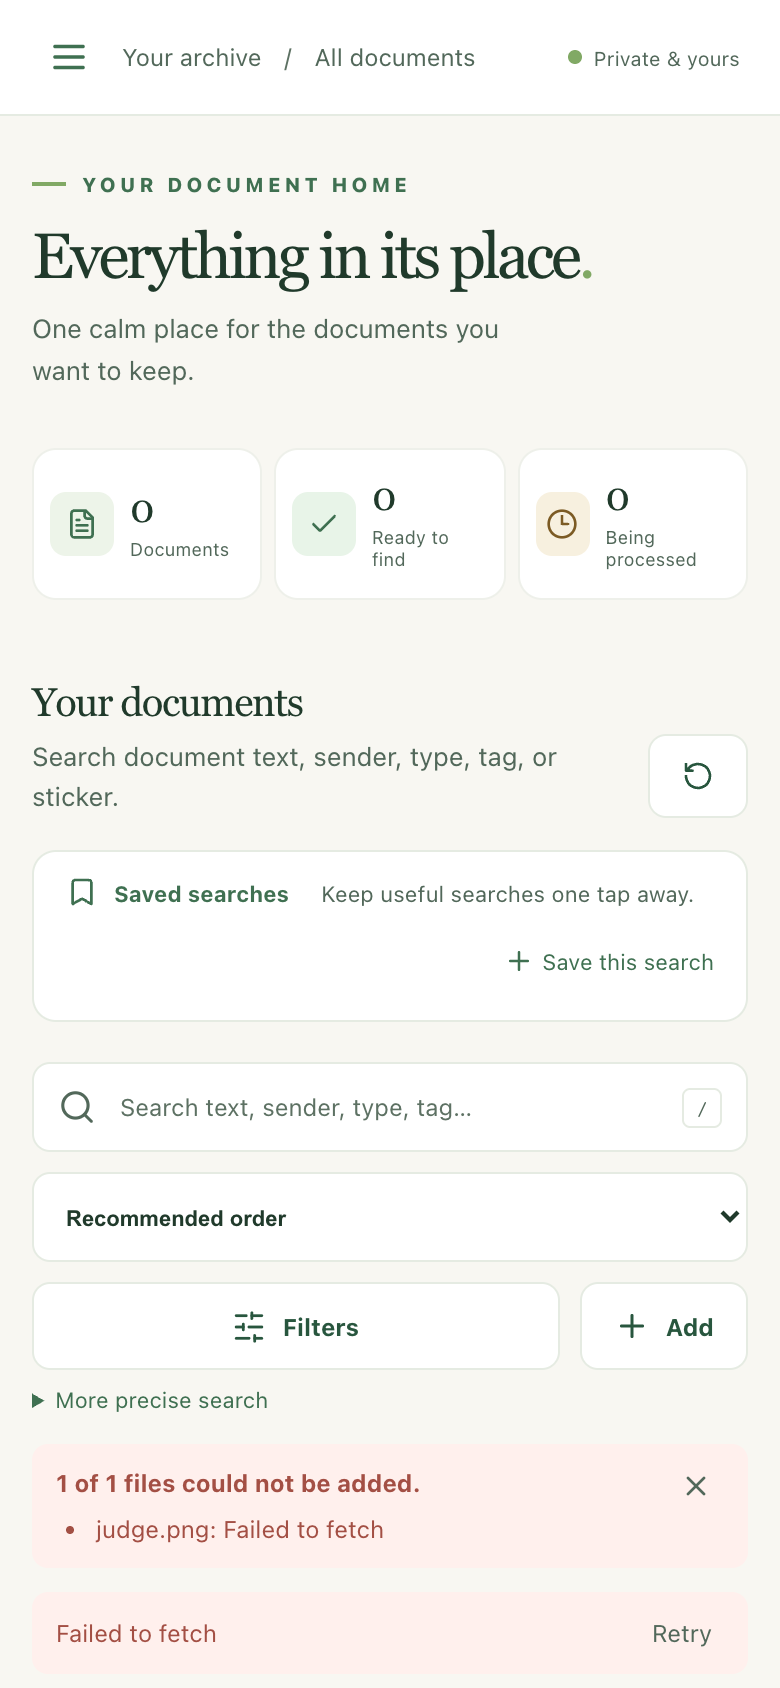 Your archive / All documents
Private & yours
YOUR DOCUMENT HOME
Everything in its place.
One calm place for the documents you
want to keep.
0
Documents
0
Ready to
find
0
Being
processed
Your documents
Search document text, sender, type, tag, or
sticker.
Saved searches Keep useful searches one tap away.
+ Save this search
Search text, sender, type, tag... /
Recommended order
Filters
+ Add
More precise search
1 of 1 files could not be added.
• judge.png: Failed to fetch
Failed to fetch Retry